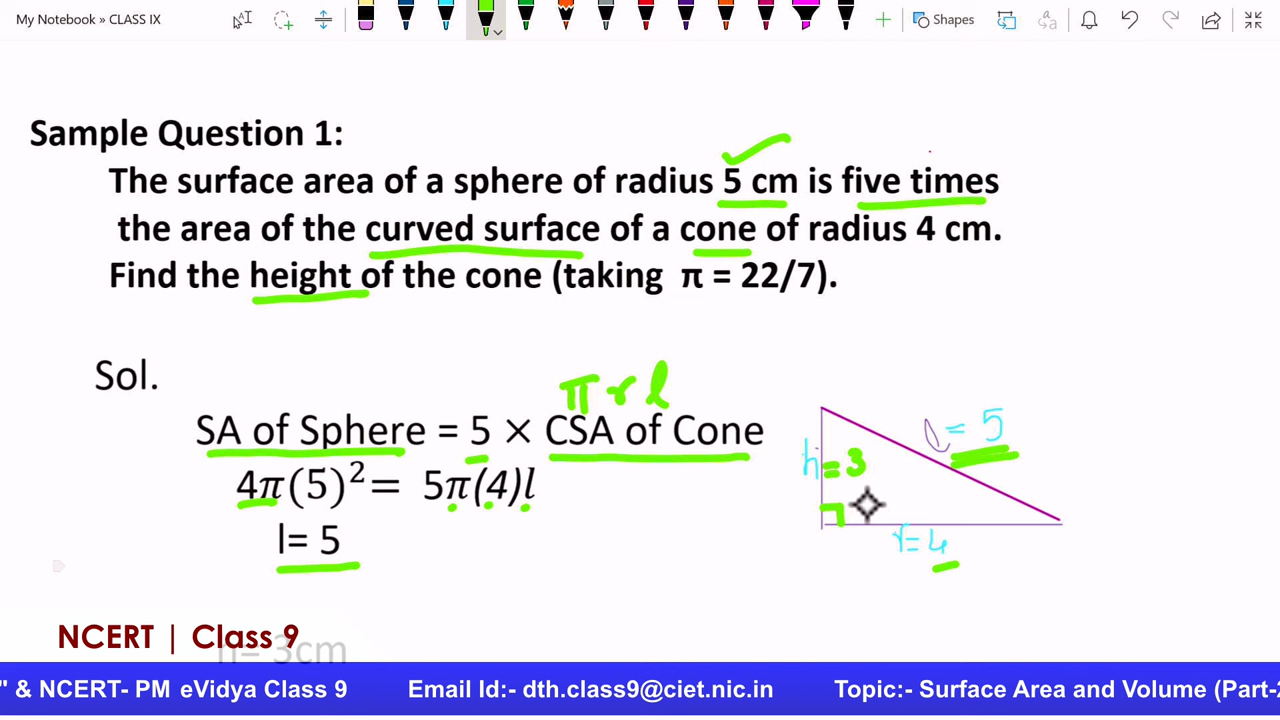 My Notebook » CLASS IX
Shapes
Sample Question 1:
The surface area of a sphere of radius 5 cm is five times
the area of the curved surface of a cone of radius 4 cm.
Find the height of the cone (taking π = 22/7).
Sol.
π r l
SA of Sphere = 5 × CSA of Cone
4π(5)²= 5π(4)l
l= 5
l = 5
h = 3
r= 4
NCERT | Class 9
h= 3cm
" & NCERT- PM eVidya Class 9 Email Id:- dth.class9@ciet.nic.in Topic:- Surface Area and Volume (Part-2